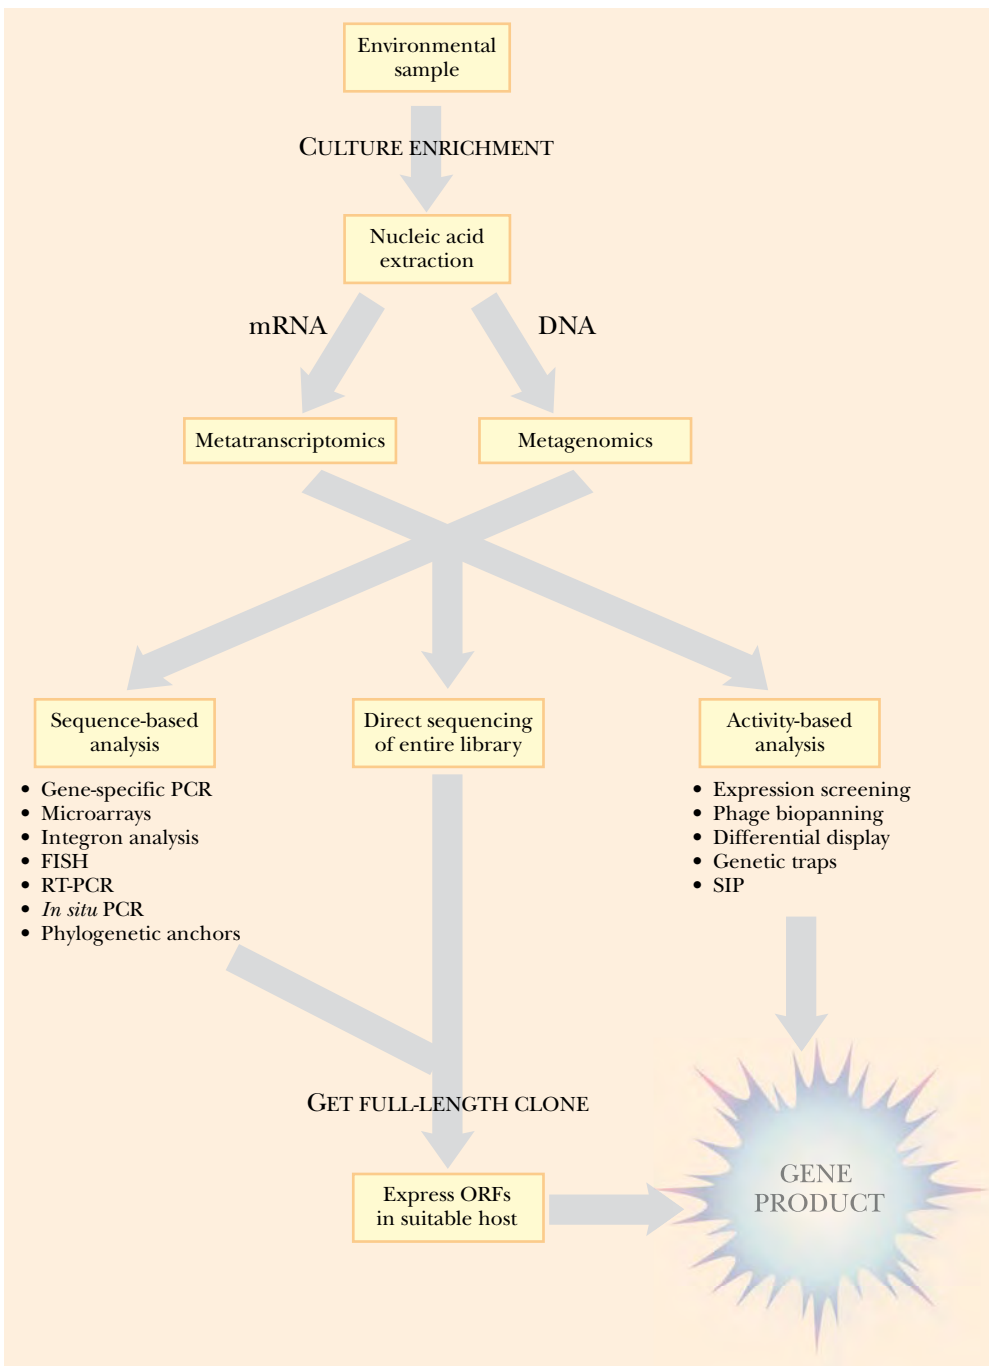 Environmental
sample
CULTURE ENRICHMENT
Nucleic acid
extraction
mRNA
DNA
Metatranscriptomics
Metagenomics
Sequence-based
analysis
• Gene-specific PCR
• Microarrays
• Integron analysis
• FISH
• RT-PCR
• In situ PCR
• Phylogenetic anchors
Direct sequencing
of entire library
Activity-based
analysis
• Expression screening
• Phage biopanning
• Differential display
• Genetic traps
• SIP
GET FULL-LENGTH CLONE
Express ORFs
in suitable host
GENE
PRODUCT